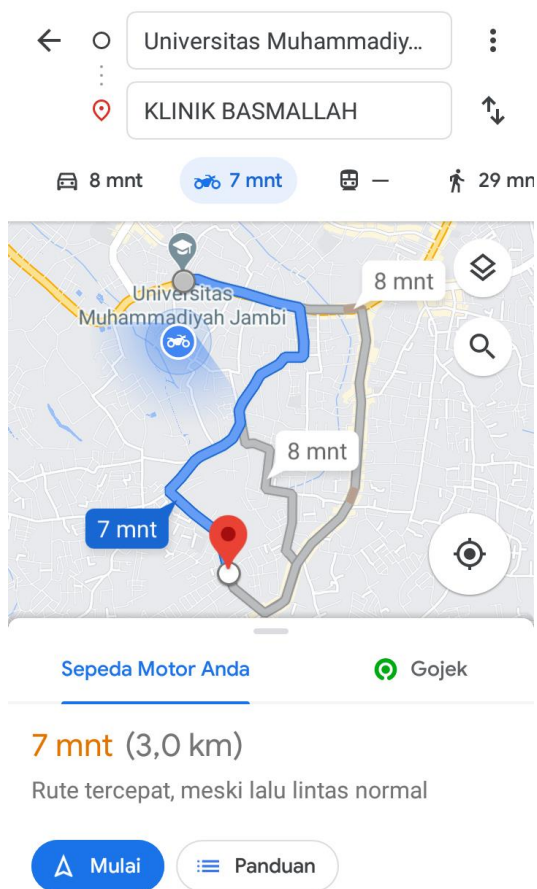 Universitas Muhammadiy...
KLINIK BASMALLAH
8 mnt
7 mnt
—
29 mn
8 mnt
Universitas
Muhammadiyah Jambi
8 mnt
7 mnt
Sepeda Motor Anda
Gojek
7 mnt (3,0 km)
Rute tercepat, meski lalu lintas normal
Mulai
Panduan